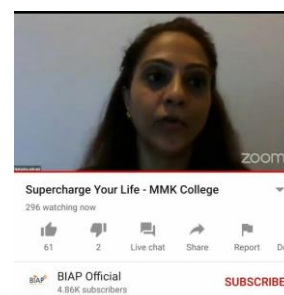 zoom
Supercharge Your Life - MMK College
296 watching now
61 2 Live chat Share Report
BIAP
BIAP Official
4.86K subscribers
SUBSCRIBE